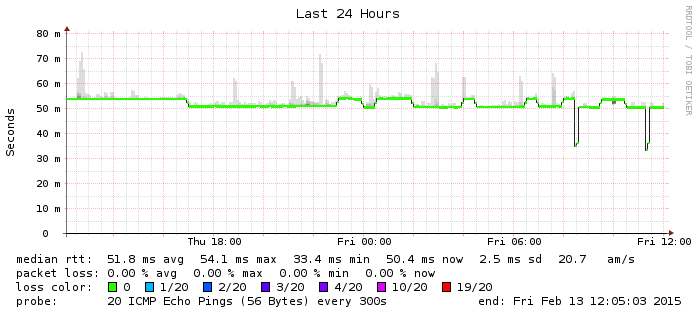 Last 24 Hours
RRDTOOL / TOBI OETIKER
Seconds
80 m
70 m
60 m
50 m
40 m
30 m
20 m
10 m
0
Thu 18:00 Fri 00:00 Fri 06:00 Fri 12:00
median rtt: 51.8 ms avg 54.1 ms max 33.4 ms min 50.4 ms now 2.5 ms sd 20.7 am/s
packet loss: 0.00 % avg 0.00 % max 0.00 % min 0.00 % now
loss color: 0 1/20 2/20 3/20 4/20 10/20 19/20
probe: 20 ICMP Echo Pings (56 Bytes) every 300s end: Fri Feb 13 12:05:03 2015